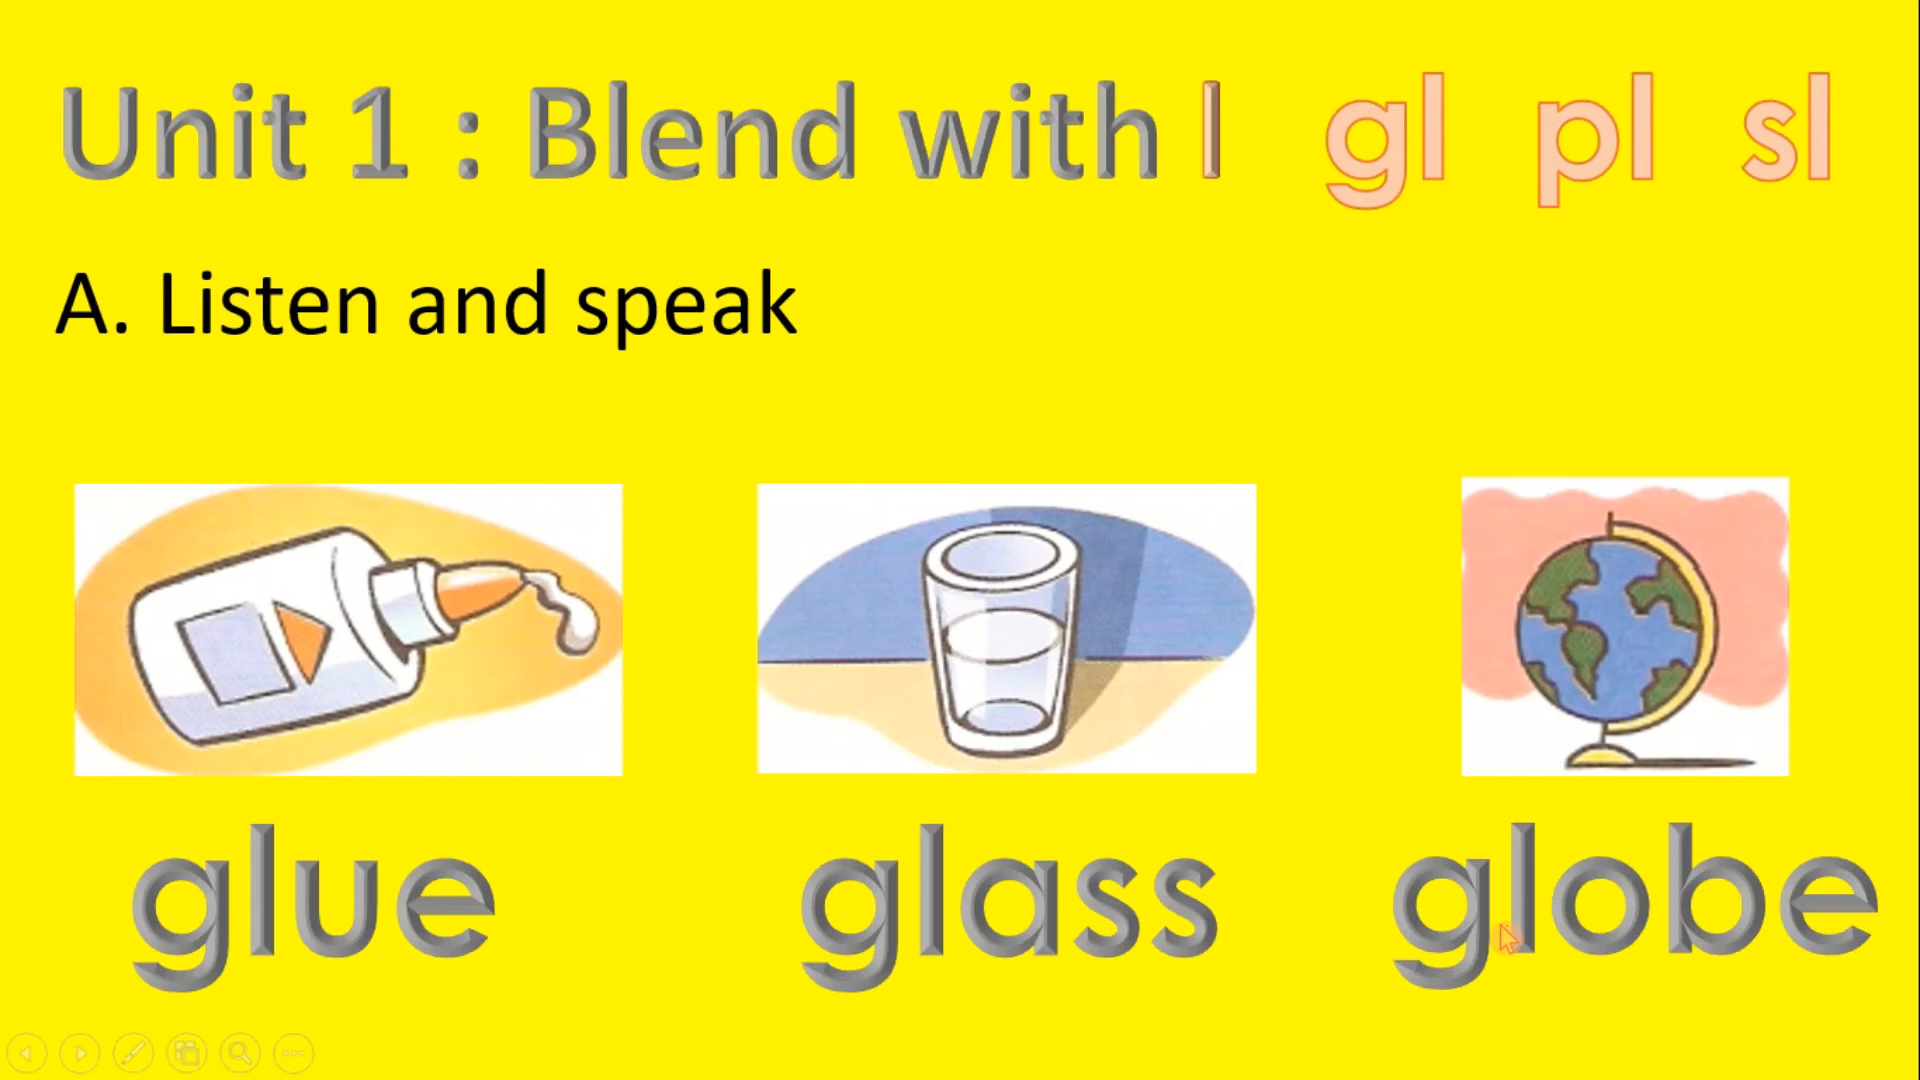 Unit 1 : Blend with l gl pl sl
A. Listen and speak
glue glass globe